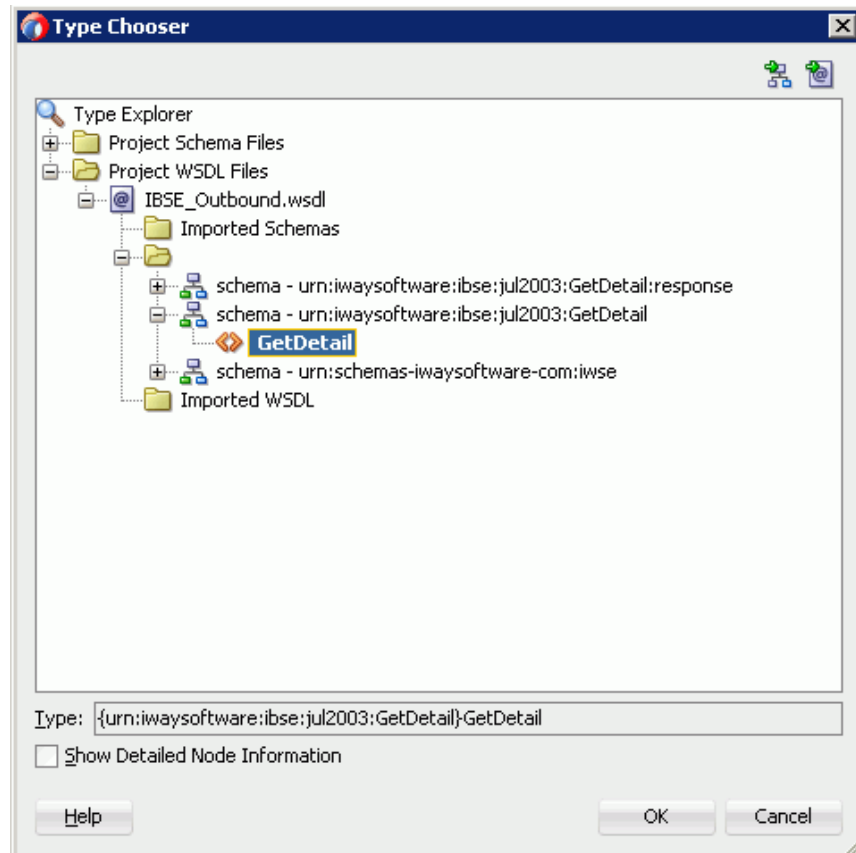 Type Chooser
Type Explorer
Project Schema Files
Project WSDL Files
IBSE_Outbound.wsdl
Imported Schemas
schema - urn:iwaysoftware:ibse:jul2003:GetDetail:response
schema - urn:iwaysoftware:ibse:jul2003:GetDetail
GetDetail
schema - urn:schemas-iwaysoftware-com:iwse
Imported WSDL
Type: {urn:iwaysoftware:ibse:jul2003:GetDetail}GetDetail
Show Detailed Node Information
Help OK Cancel